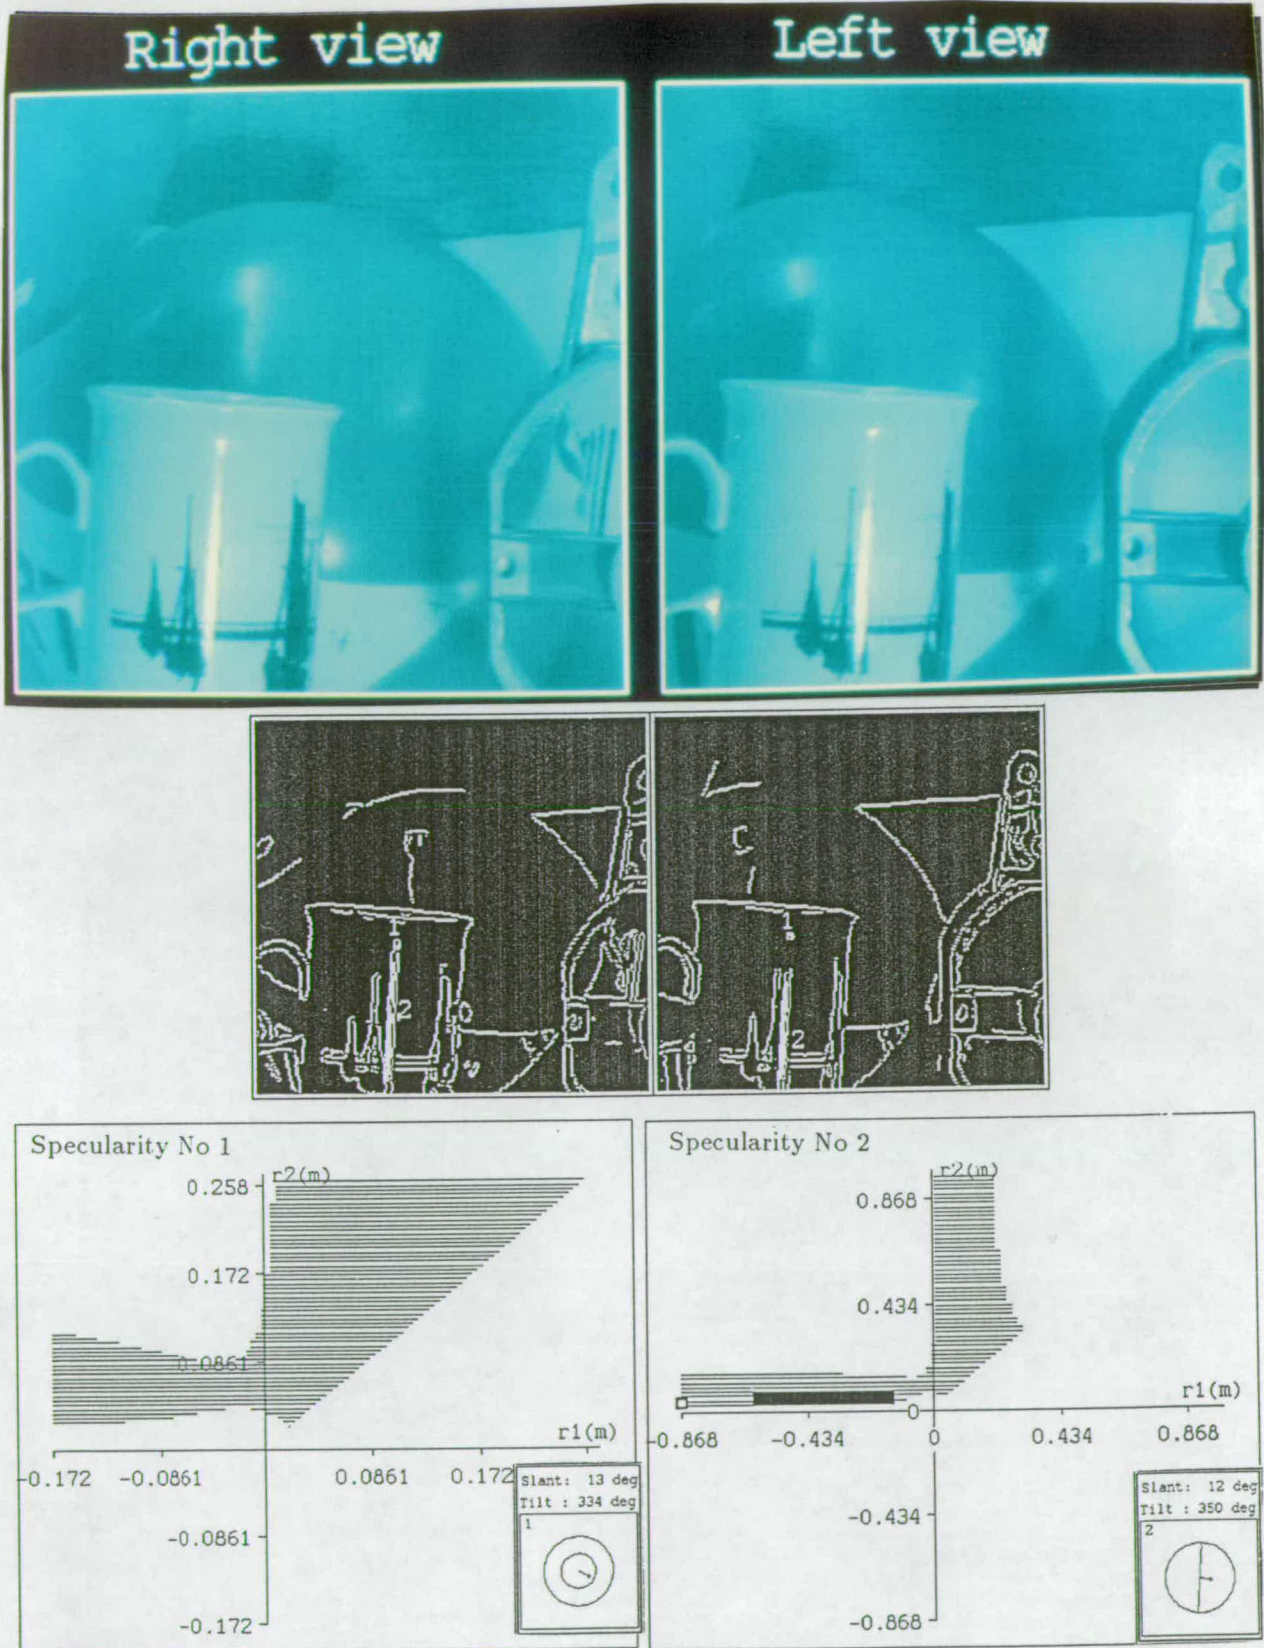 Right view
Left view
1
2
0
1
2
0
Specularity No 1
r2(m)
0.258
0.172
0.0861
r1(m)
-0.172
-0.0861
0.0861
0.172
-0.0861
-0.172
Slant: 13 deg
Tilt : 334 deg
1
Specularity No 2
r2(m)
0.868
0.434
r1(m)
0
-0.868
-0.434
0
0.434
0.868
-0.434
-0.868
Slant: 12 deg
Tilt : 350 deg
2